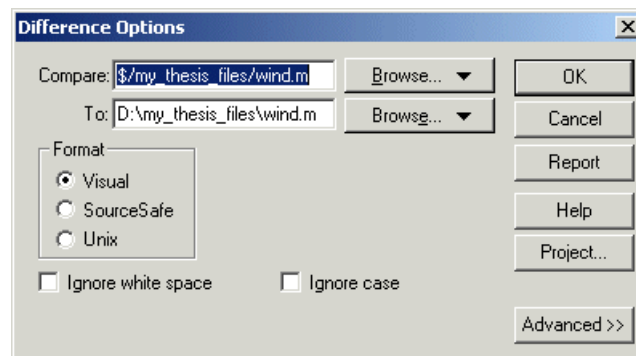 Difference Options
Compare: $/my_thesis_files/wind.m Browse... OK
To: D:\my_thesis_files\wind.m Browse... Cancel
Format
Visual Report
SourceSafe
Unix
Help
Project...
Ignore white space Ignore case
Advanced >>